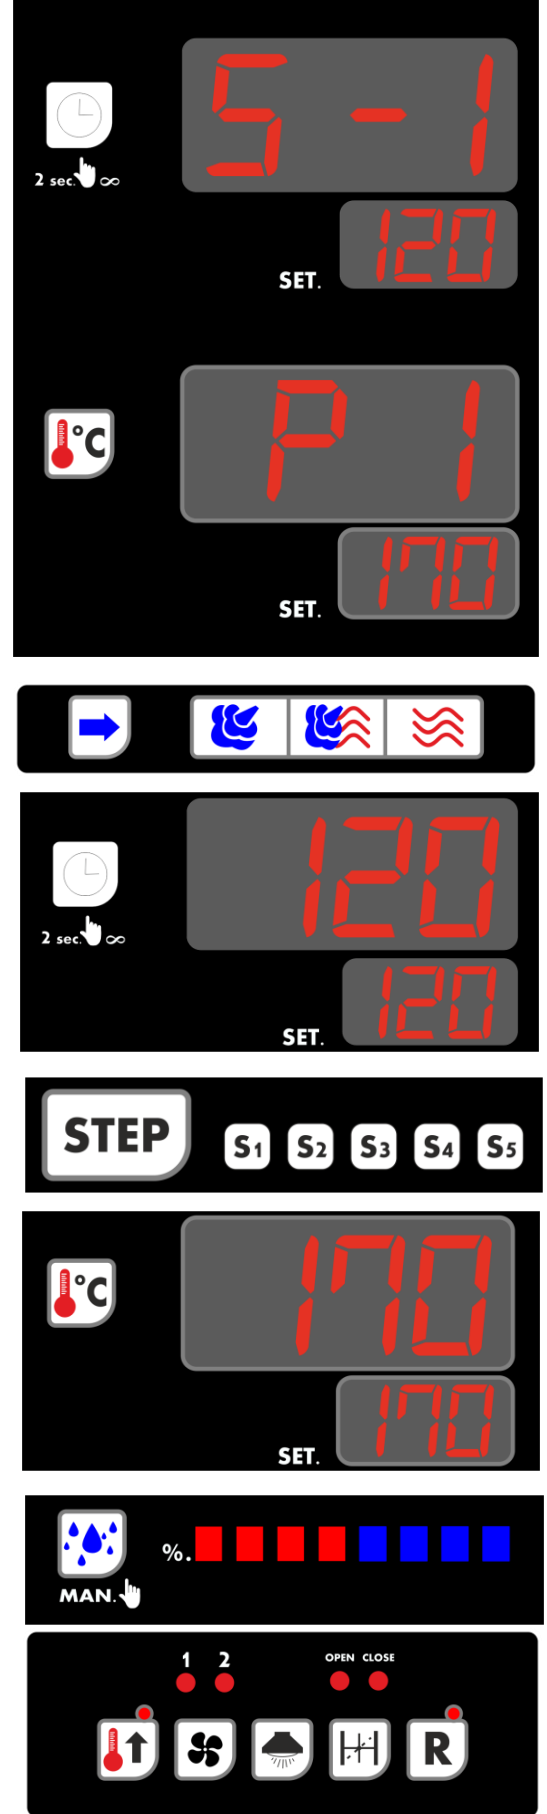 S-1
2 sec. ∞
120
SET.
°C
P 1
170
SET.
120
2 sec. ∞
120
SET.
STEP S1 S2 S3 S4 S5
°C
170
170
SET.
%.
MAN.
1 2 OPEN CLOSE
R